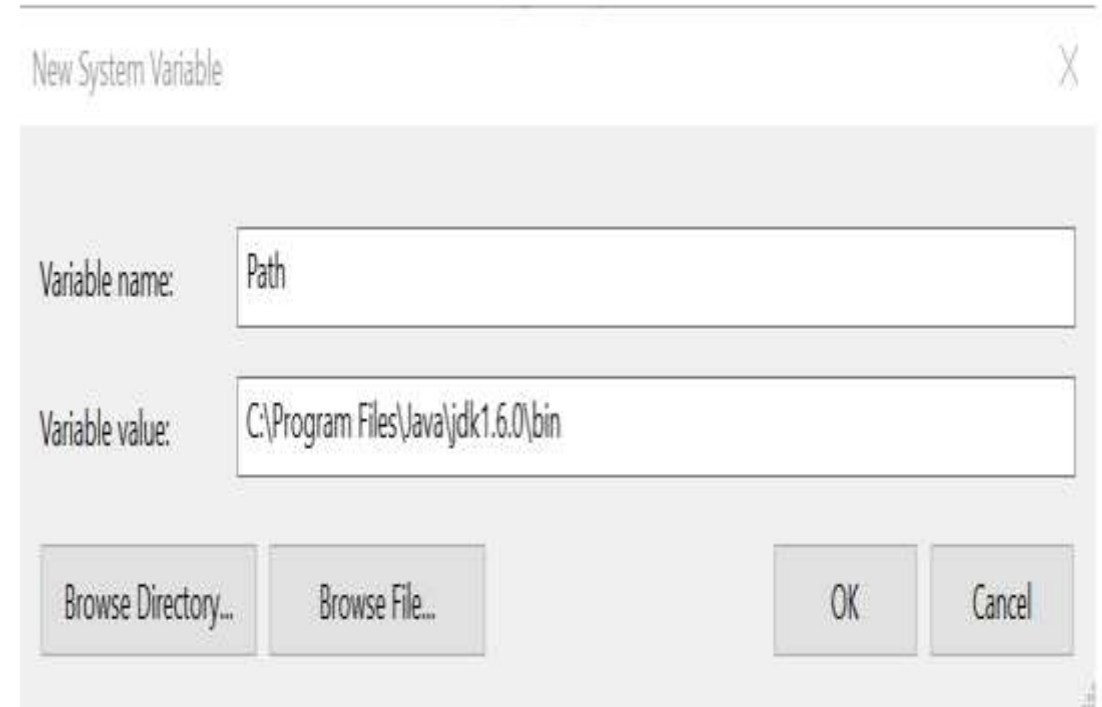 New System Variable X
Variable name: Path
Variable value: C:\Program Files\Java\jdk1.6.0\bin
Browse Directory... Browse File... OK Cancel